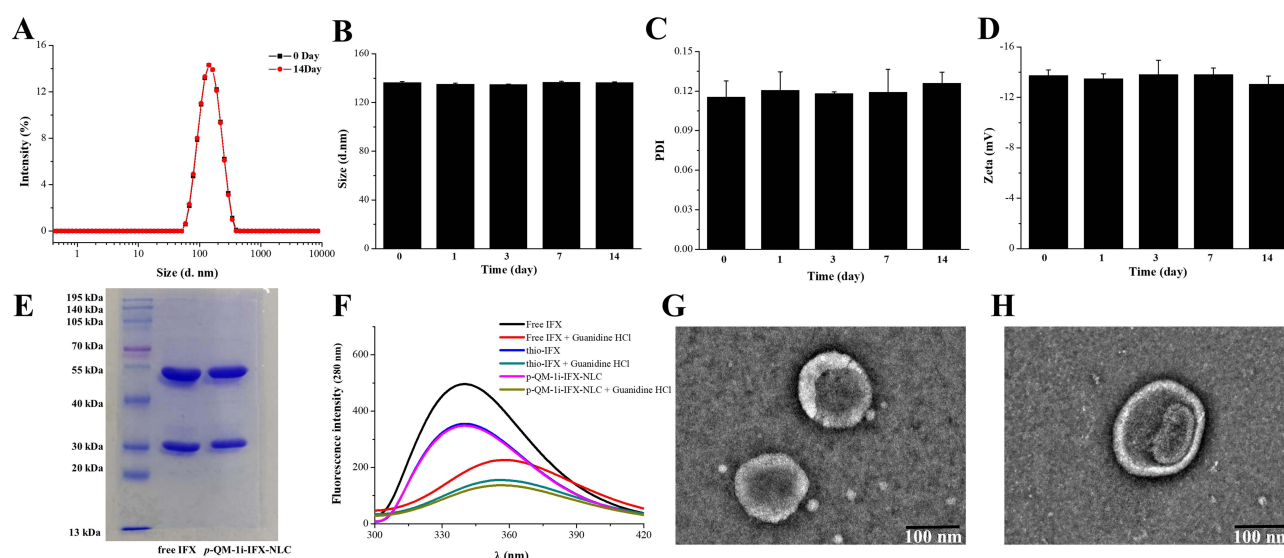 A
0 Day
14Day
16
12
8
4
0
Intensity (%)
1
10
100
1000
10000
Size (d. nm)
B
160
120
80
40
0
Size (d.nm)
0
1
3
7
14
Time (day)
C
0.15
0.12
0.09
0.06
0.03
0.00
PDI
0
1
3
7
14
Time (day)
D
-16
-12
-8
-4
0
Zeta (mV)
0
1
3
7
14
Time (day)
E
195 kDa
140 kDa
105 kDa
70 kDa
55 kDa
40 kDa
30 kDa
20 kDa
13 kDa
free IFX p-QM-1i-IFX-NLC
F
Free IFX
Free IFX + Guanidine HCl
thio-IFX
thio-IFX + Guanidine HCl
p-QM-1i-IFX-NLC
p-QM-1i-IFX-NLC + Guanidine HCl
600
450
300
150
0
Fluorescence intensity (280 nm)
300
330
360
390
420
λ (nm)
G
100 nm
H
100 nm